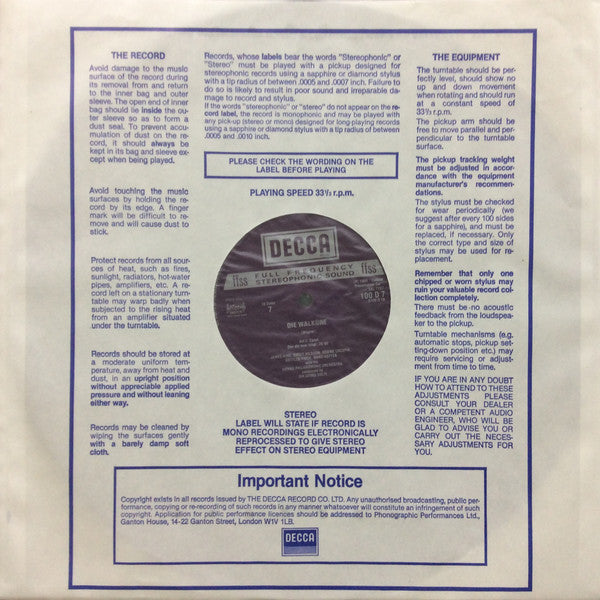 THE RECORD
Avoid damage to the music
surface of the record during
its removal from and return
to the inner bag and outer
sleeve. The open end of inner
bag should lie inside the ou-
ter sleeve so as to form a
dust seal. To prevent accu-
mulation of dust on the re-
cord, it should always be
kept in its bag and sleeve ex-
cept when being played.
Avoid touching the music
surfaces by holding the re-
cord by its edge. A finger
mark will be difficult to re-
move and will cause dust to
stick.
Protect records from all sour-
ces of heat, such as fires,
sunlight, radiators, hot-water
pipes, amplifiers, etc. A re-
cord left on a stationary turn-
table may warp badly when
subjected to the rising heat
from an amplifier situated
under the turntable.
Records should be stored at
a moderate uniform tempe-
rature, away from heat and
dust, in an upright position
without appreciable applied
pressure and without leaning
either way.
Records may be cleaned by
wiping the surfaces gently
with a barely damp soft
cloth.
Records, whose labels bear the words "Stereophonic" or
"Stereo" must be played with a pickup designed for
stereophonic records using a sapphire or diamond stylus
with a tip radius of between .0005 and .0007 inch. Failure to
do so is likely to result in poor sound and irreparable da-
mage to record and stylus.
If the words "stereophonic" or "stereo" do not appear on the re-
cord label, the record is monophonic and may be played with
any pick-up (stereo or mono) designed for long-playing records
using a sapphire or diamond stylus with a tip radius of between
.0005 and .0010 inch.
PLEASE CHECK THE WORDING ON THE
LABEL BEFORE PLAYING
PLAYING SPEED 33⅓ r.p.m.
DECCA
ffss FULL FREQUENCY ffss
STEREOPHONIC SOUND
7
100 D 7
DIE WALKÜRE
STEREO
LABEL WILL STATE IF RECORD IS
MONO RECORDINGS ELECTRONICALLY
REPROCESSED TO GIVE STEREO
EFFECT ON STEREO EQUIPMENT
THE EQUIPMENT
The turntable should be per-
fectly level, should show no
up and down movement
when rotating and should run
at a constant speed of
33⅓ r.p.m.
The pickup arm should be
free to move parallel and per-
pendicular to the turntable
surface.
The pickup tracking weight
must be adjusted in accor-
dance with the equipment
manufacturer's recommen-
dations.
The stylus must be checked
for wear periodically (we
suggest after every 100 sides
for a sapphire), and must be
replaced, if necessary. Only
the correct type and size of
stylus may be used for re-
placement.
Remember that only one
chipped or worn stylus may
ruin your valuable record col-
lection completely.
There must be-no acoustic
feedback from the loudspea-
ker to the pickup.
Turntable mechanisms (e.g.
automatic stops, pickup set-
ting-down position etc.) may
require servicing or adjust-
ment from time to time.
IF YOU ARE IN ANY DOUBT
HOW TO ATTEND TO THESE
ADJUSTMENTS PLEASE
CONSULT YOUR DEALER
OR A COMPETENT AUDIO
ENGINEER, WHO WILL BE
GLAD TO ADVISE YOU OR
CARRY OUT THE NECES-
SARY ADJUSTMENTS FOR
YOU.
Important Notice
Copyright exists in all records issued by THE DECCA RECORD CO. LTD. Any unauthorised broadcasting, public per-
formance, copying or re-recording of such records in any manner whatsoever will constitute an infringement of such
copyright. Application for public performance licences should be addressed to Phonographic Performances Ltd.,
Ganton House, 14-22 Ganton Street, London W1V 1LB.
DECCA